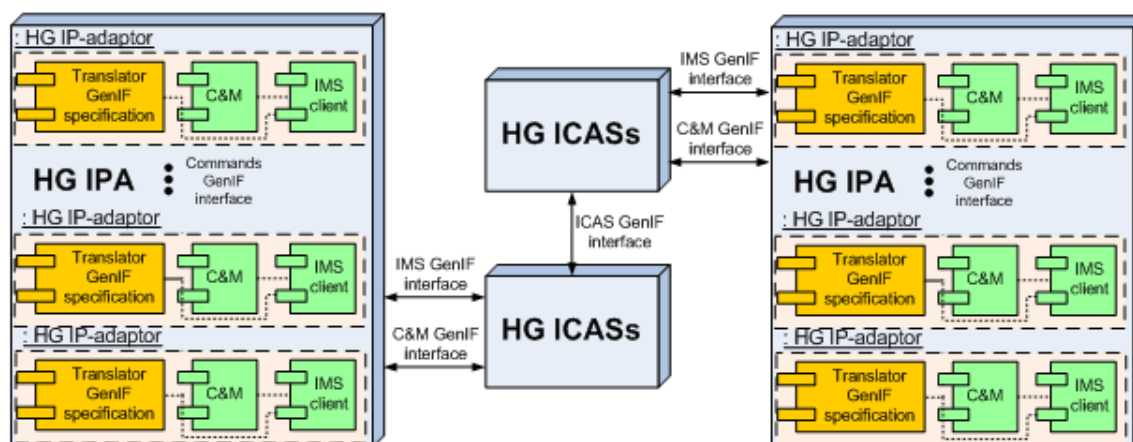 : HG IP-adaptor
Translator
GenIF
specification
C&M
IMS
client
HG IPA
Commands
GenIF
interface
: HG IP-adaptor
Translator
GenIF
specification
C&M
IMS
client
: HG IP-adaptor
Translator
GenIF
specification
C&M
IMS
client
IMS GenIF
interface
C&M GenIF
interface
HG ICASs
ICAS GenIF
interface
IMS GenIF
interface
C&M GenIF
interface
HG ICASs
: HG IP-adaptor
Translator
GenIF
specification
C&M
IMS
client
HG IPA
Commands
GenIF
interface
: HG IP-adaptor
Translator
GenIF
specification
C&M
IMS
client
: HG IP-adaptor
Translator
GenIF
specification
C&M
IMS
client